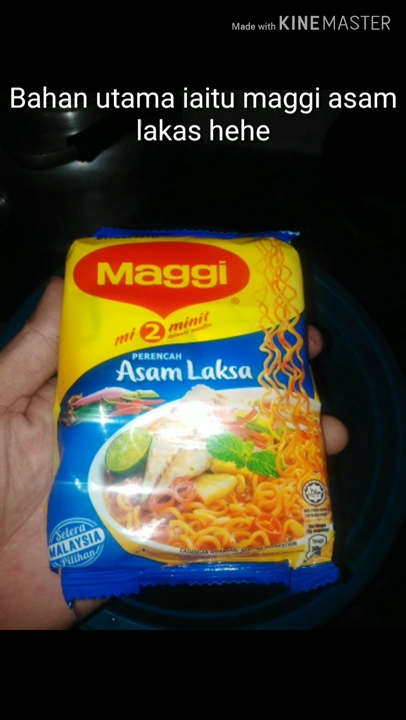 Made with KINEMASTER
Bahan utama iaitu maggi asam
lakas hehe
Maggi
®
mi 2 minit
PERENCAH
Asam Laksa
Selera
MALAYSIA
Pilihan